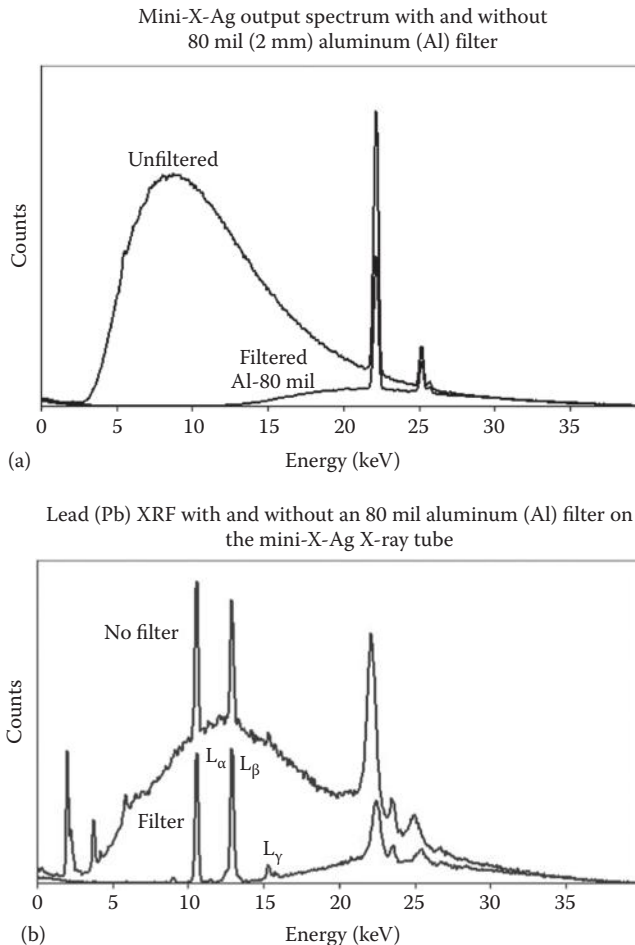 Mini-X-Ag output spectrum with and without
80 mil (2 mm) aluminum (Al) filter
Unfiltered
Counts
Filtered
Al-80 mil
0 5 10 15 20 25 30 35
(a)
Energy (keV)
Lead (Pb) XRF with and without an 80 mil aluminum (Al) filter on
the mini-X-Ag X-ray tube
No filter
Counts
Lα
Lβ
Filter
Lγ
0 5 10 15 20 25 30 35
(b)
Energy (keV)